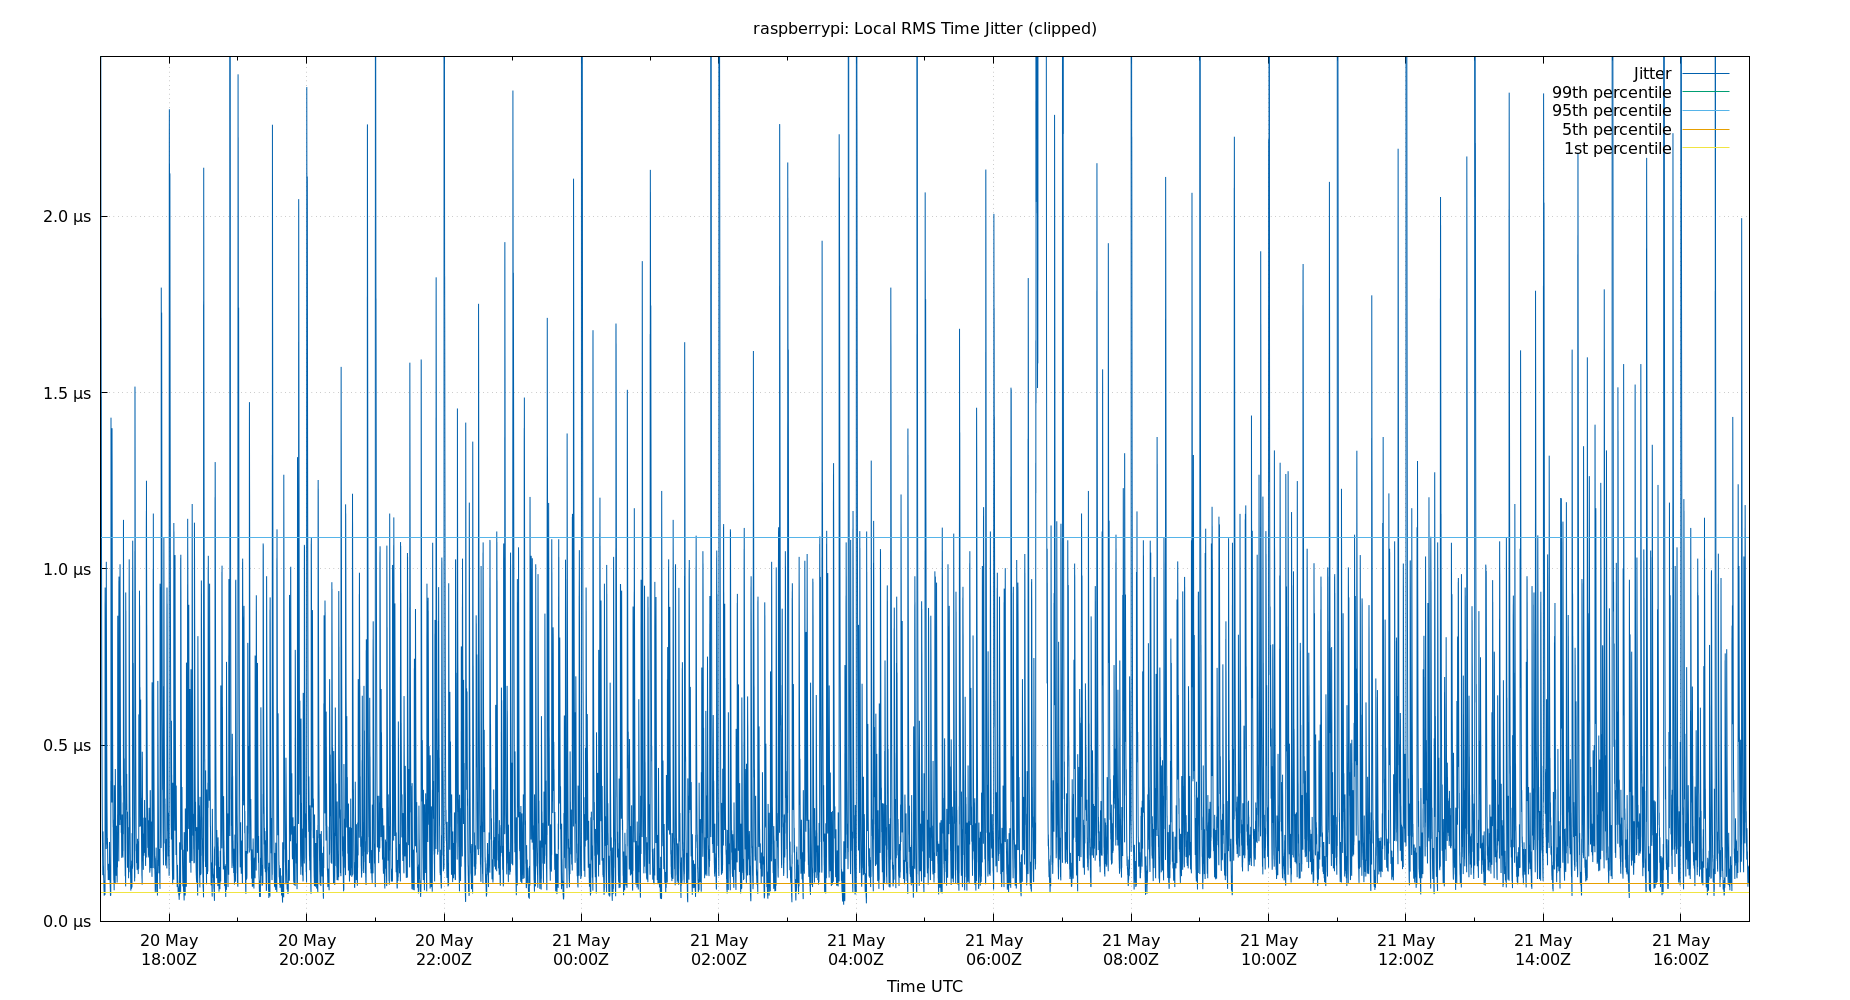 raspberrypi: Local RMS Time Jitter (clipped)
Jitter
99th percentile
95th percentile
5th percentile
1st percentile
2.0 µs
1.5 µs
1.0 µs
0.5 µs
0.0 µs
20 May 20 May 20 May 21 May 21 May 21 May 21 May 21 May 21 May 21 May 21 May 21 May
18:00Z 20:00Z 22:00Z 00:00Z 02:00Z 04:00Z 06:00Z 08:00Z 10:00Z 12:00Z 14:00Z 16:00Z
Time UTC